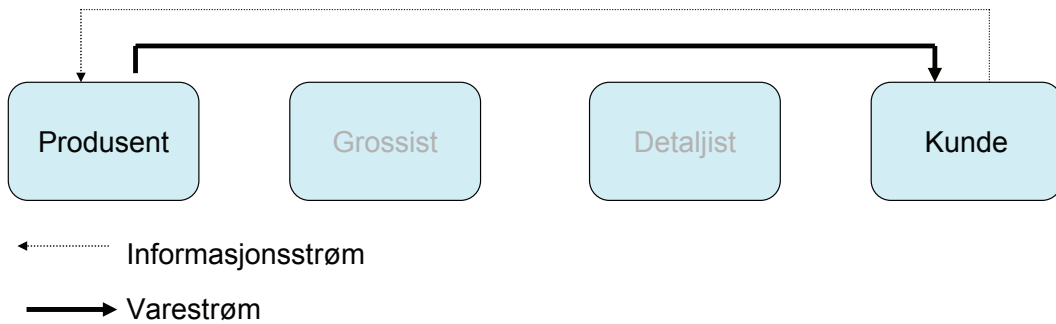 Produsent
Grossist
Detaljist
Kunde
Informasjonsstrøm
Varestrøm